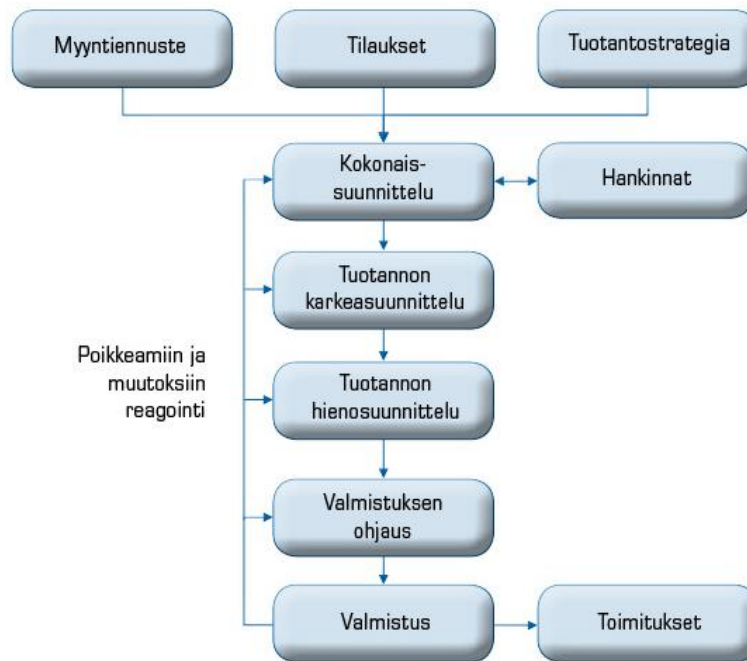 Myyntiennuste
Tilaukset
Tuotantostrategia
Kokonais-
suunnittelu
Hankinnat
Tuotannon
karkeasuunnittelu
Poikkeamiin ja
muutoksiin
reagointi
Tuotannon
hienosuunnittelu
Valmistuksen
ohjaus
Valmistus
Toimitukset